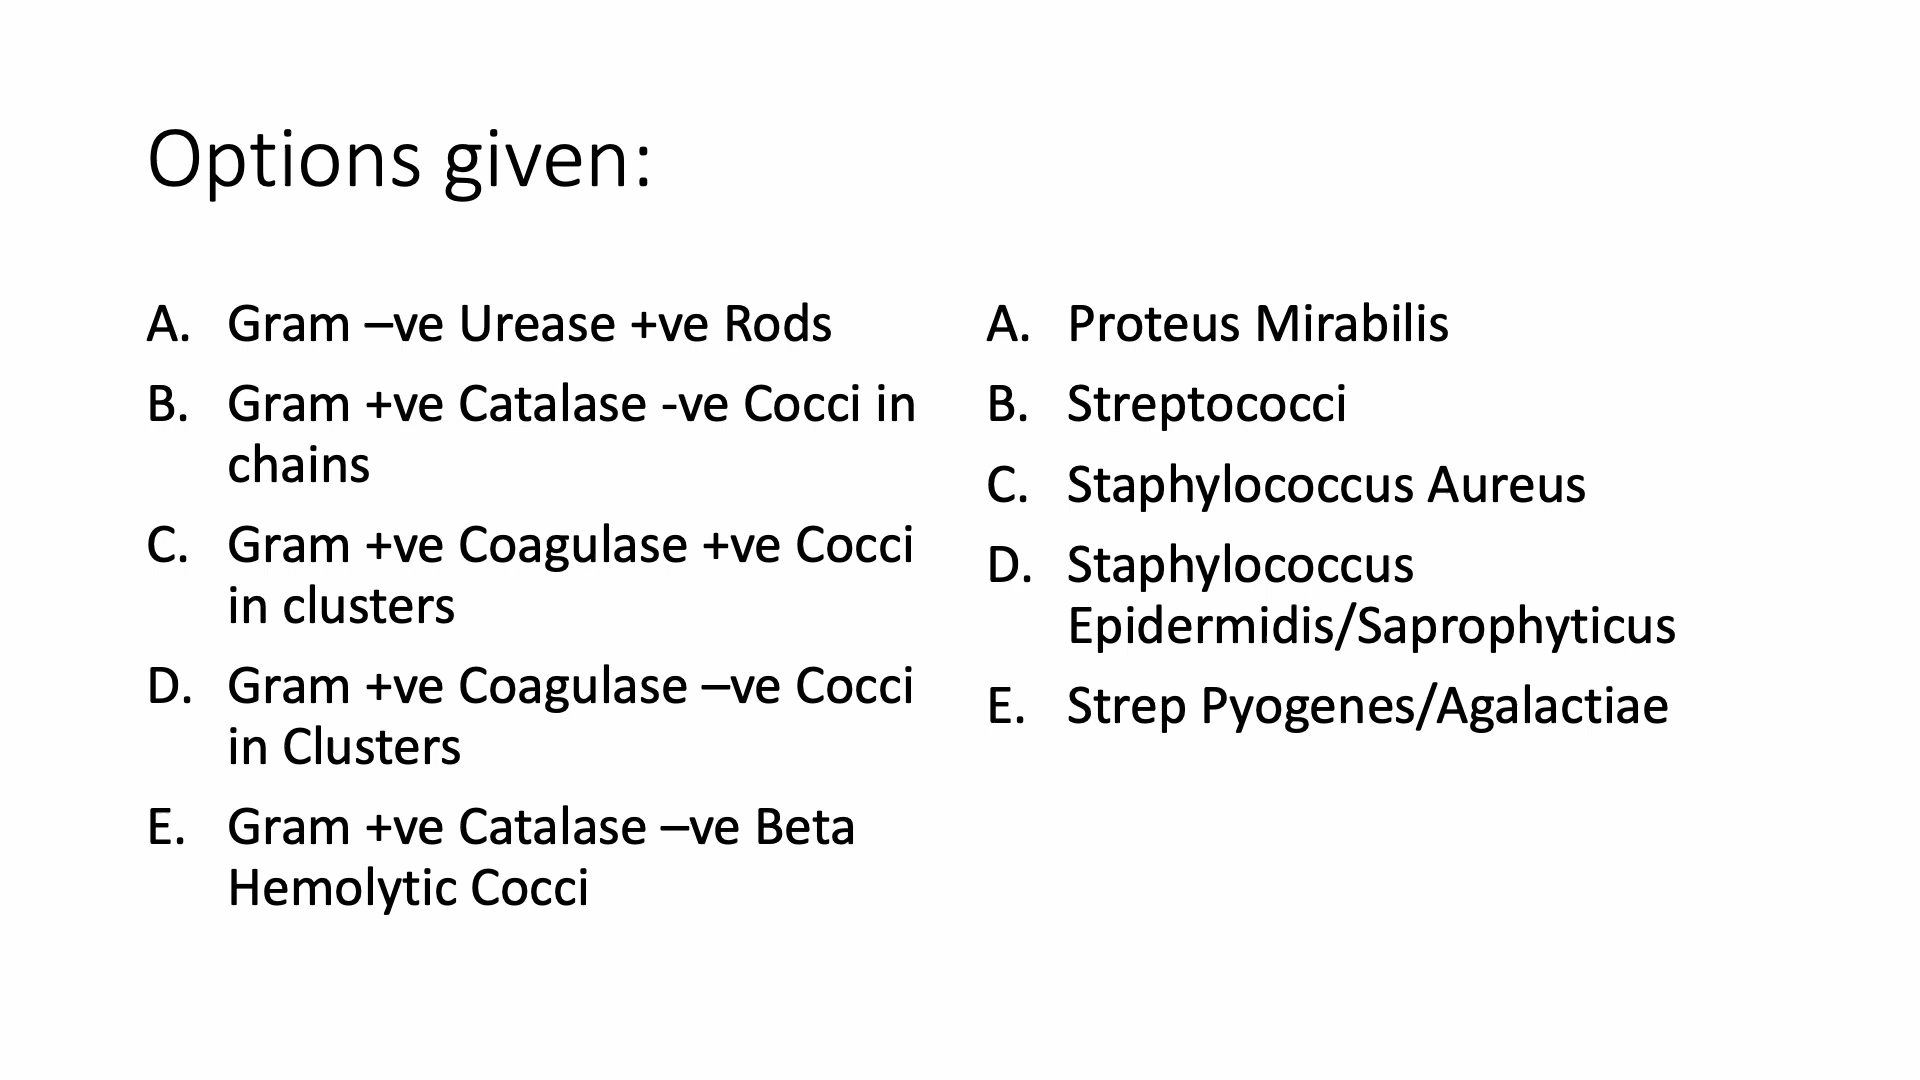 Options given:
A. Gram –ve Urease +ve Rods
B. Gram +ve Catalase -ve Cocci in
chains
C. Gram +ve Coagulase +ve Cocci
in clusters
D. Gram +ve Coagulase –ve Cocci
in Clusters
E. Gram +ve Catalase –ve Beta
Hemolytic Cocci
A. Proteus Mirabilis
B. Streptococci
C. Staphylococcus Aureus
D. Staphylococcus
Epidermidis/Saprophyticus
E. Strep Pyogenes/Agalactiae